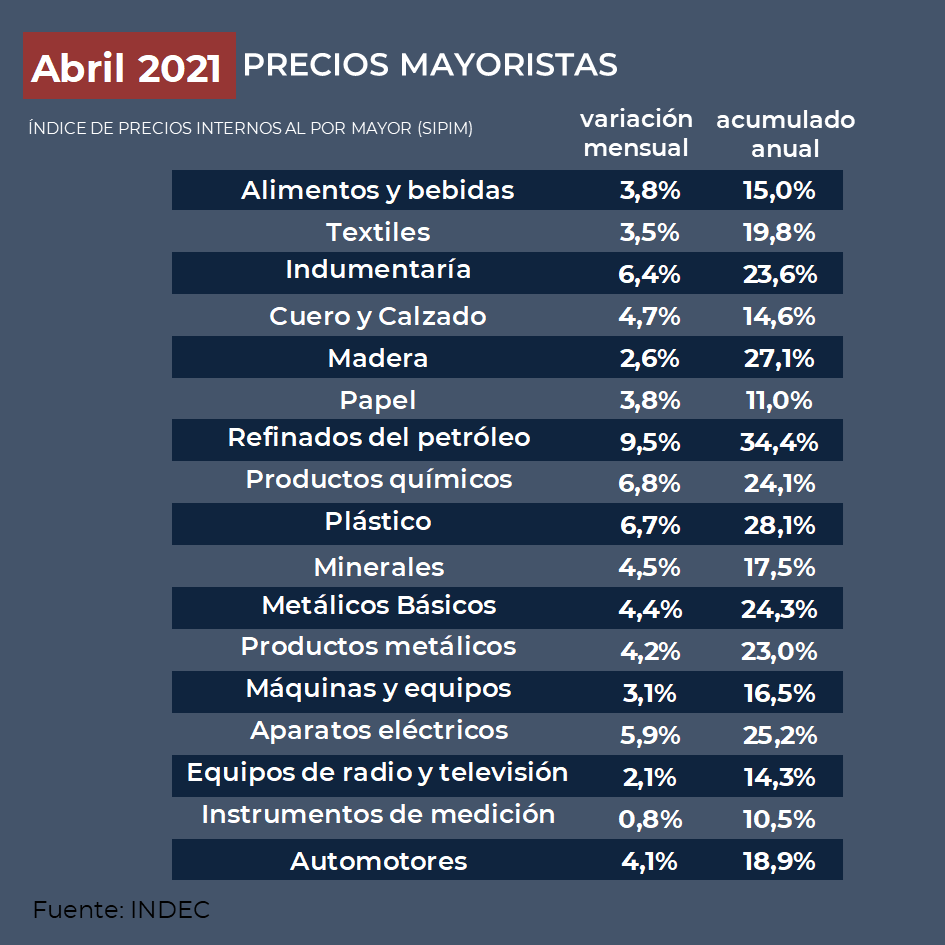 Abril 2021 PRECIOS MAYORISTAS
ÍNDICE DE PRECIOS INTERNOS AL POR MAYOR (SIPIM)
variación mensual
acumulado anual
Alimentos y bebidas 3,8% 15,0%
Textiles 3,5% 19,8%
Indumentaría 6,4% 23,6%
Cuero y Calzado 4,7% 14,6%
Madera 2,6% 27,1%
Papel 3,8% 11,0%
Refinados del petróleo 9,5% 34,4%
Productos químicos 6,8% 24,1%
Plástico 6,7% 28,1%
Minerales 4,5% 17,5%
Metálicos Básicos 4,4% 24,3%
Productos metálicos 4,2% 23,0%
Máquinas y equipos 3,1% 16,5%
Aparatos eléctricos 5,9% 25,2%
Equipos de radio y televisión 2,1% 14,3%
Instrumentos de medición 0,8% 10,5%
Automotores 4,1% 18,9%
Fuente: INDEC